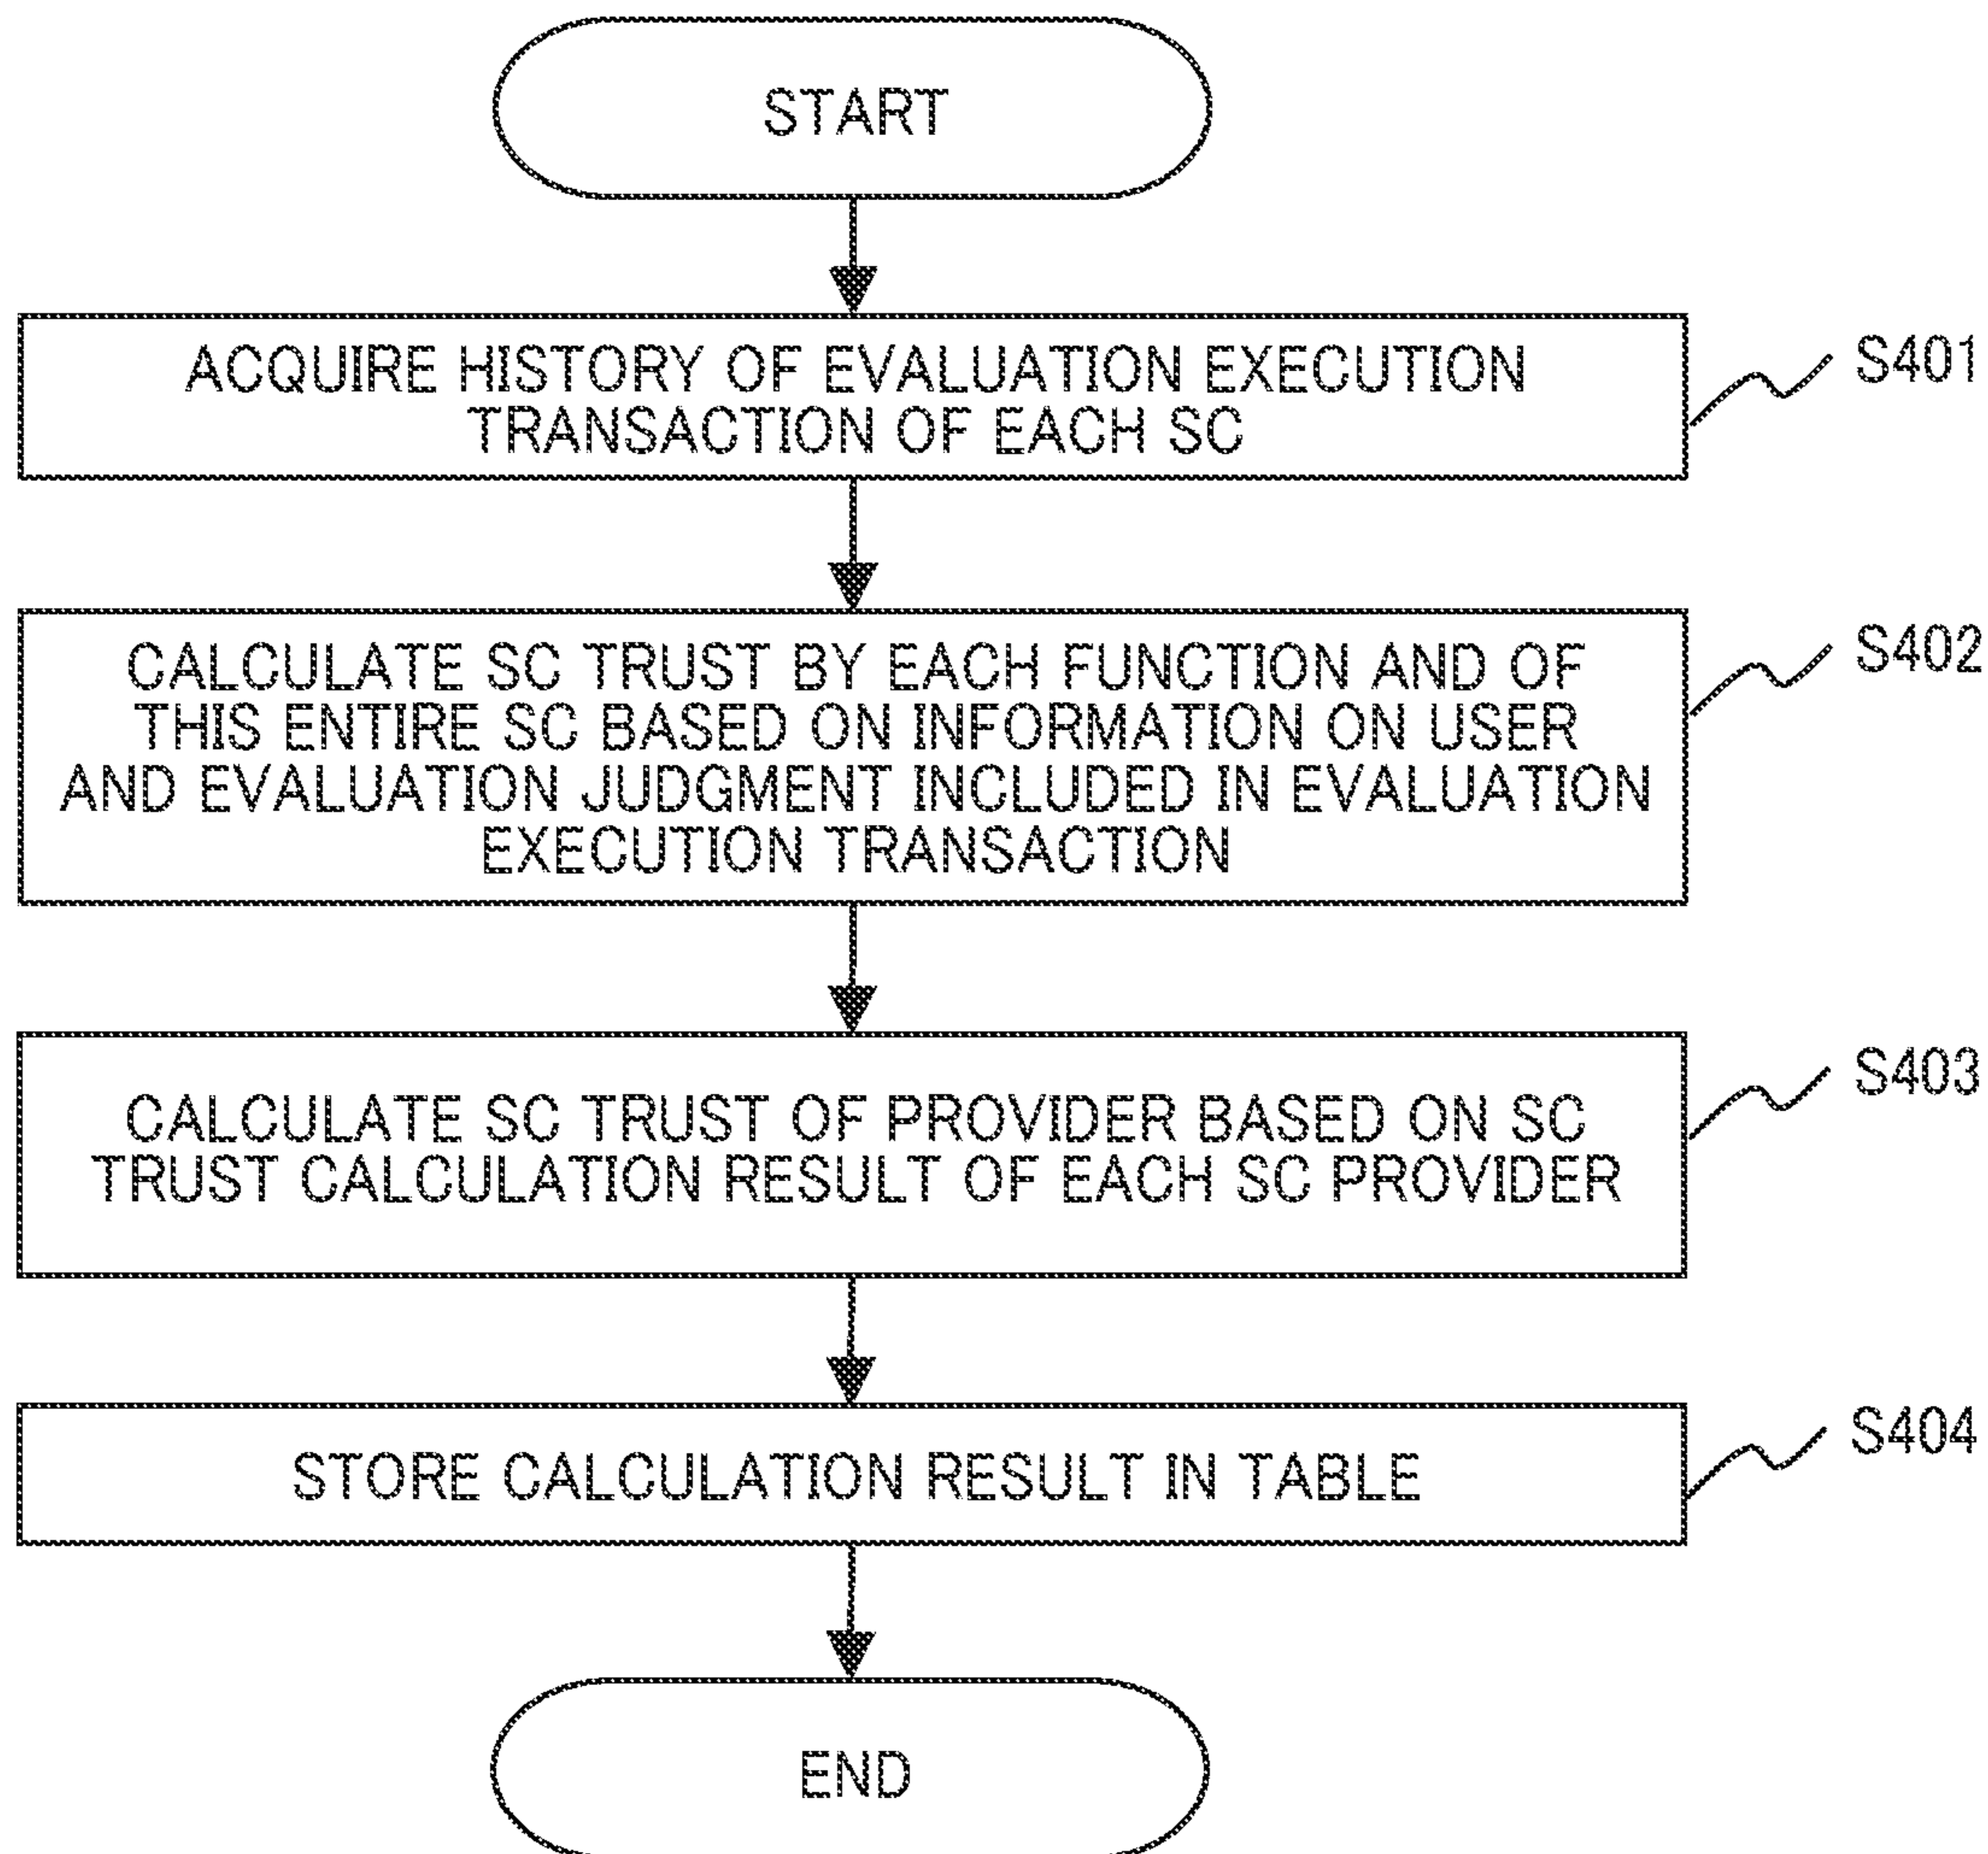 START
ACQUIRE HISTORY OF EVALUATION EXECUTION
TRANSACTION OF EACH SC
S401
CALCULATE SC TRUST BY EACH FUNCTION AND OF
THIS ENTIRE SC BASED ON INFORMATION ON USER
AND EVALUATION JUDGMENT INCLUDED IN EVALUATION
EXECUTION TRANSACTION
S402
CALCULATE SC TRUST OF PROVIDER BASED ON SC
TRUST CALCULATION RESULT OF EACH SC PROVIDER
S403
STORE CALCULATION RESULT IN TABLE
S404
END